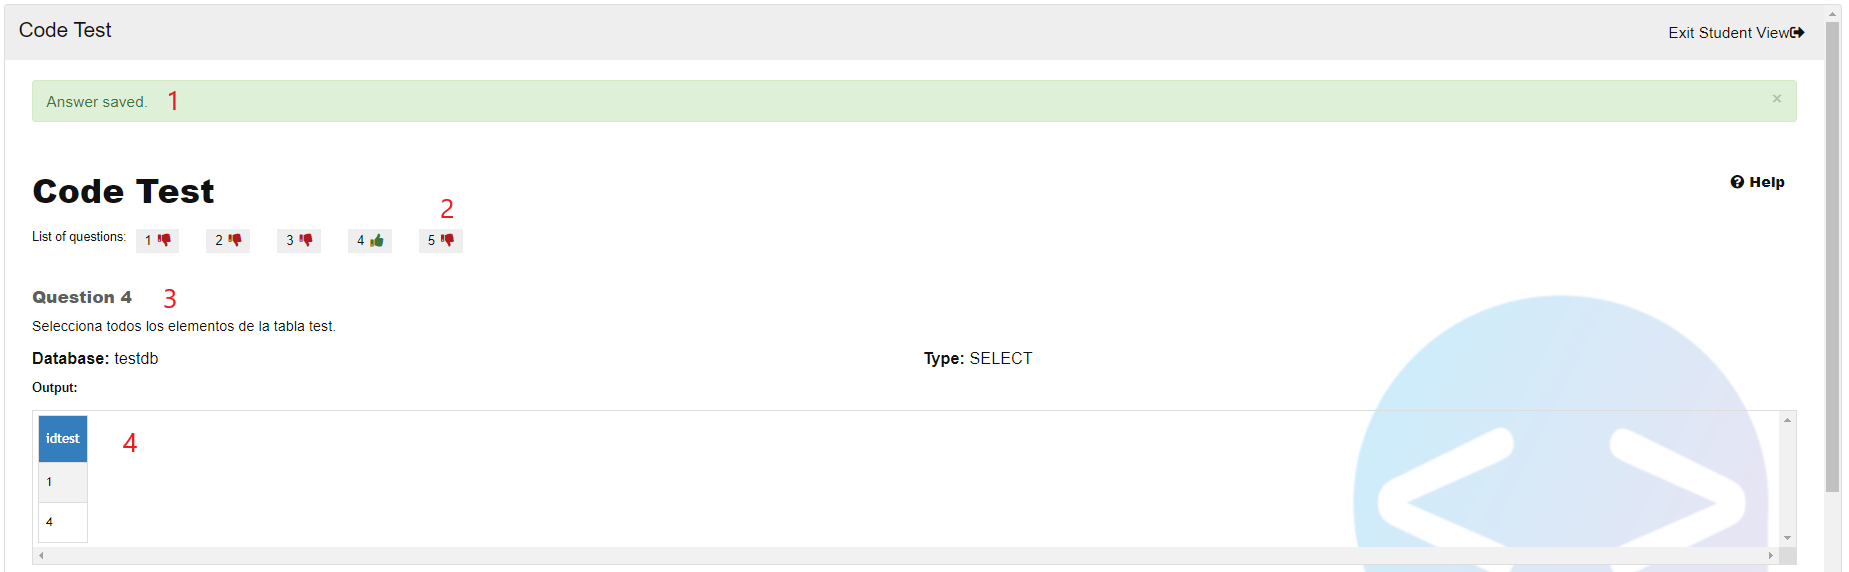 Code Test
Exit Student View
Answer saved. 1
×
Code Test
Help
2
List of questions: 1 2 3 4 5
Question 4 3
Selecciona todos los elementos de la tabla test.
Database: testdb Type: SELECT
Output:
idtest 4
1
4